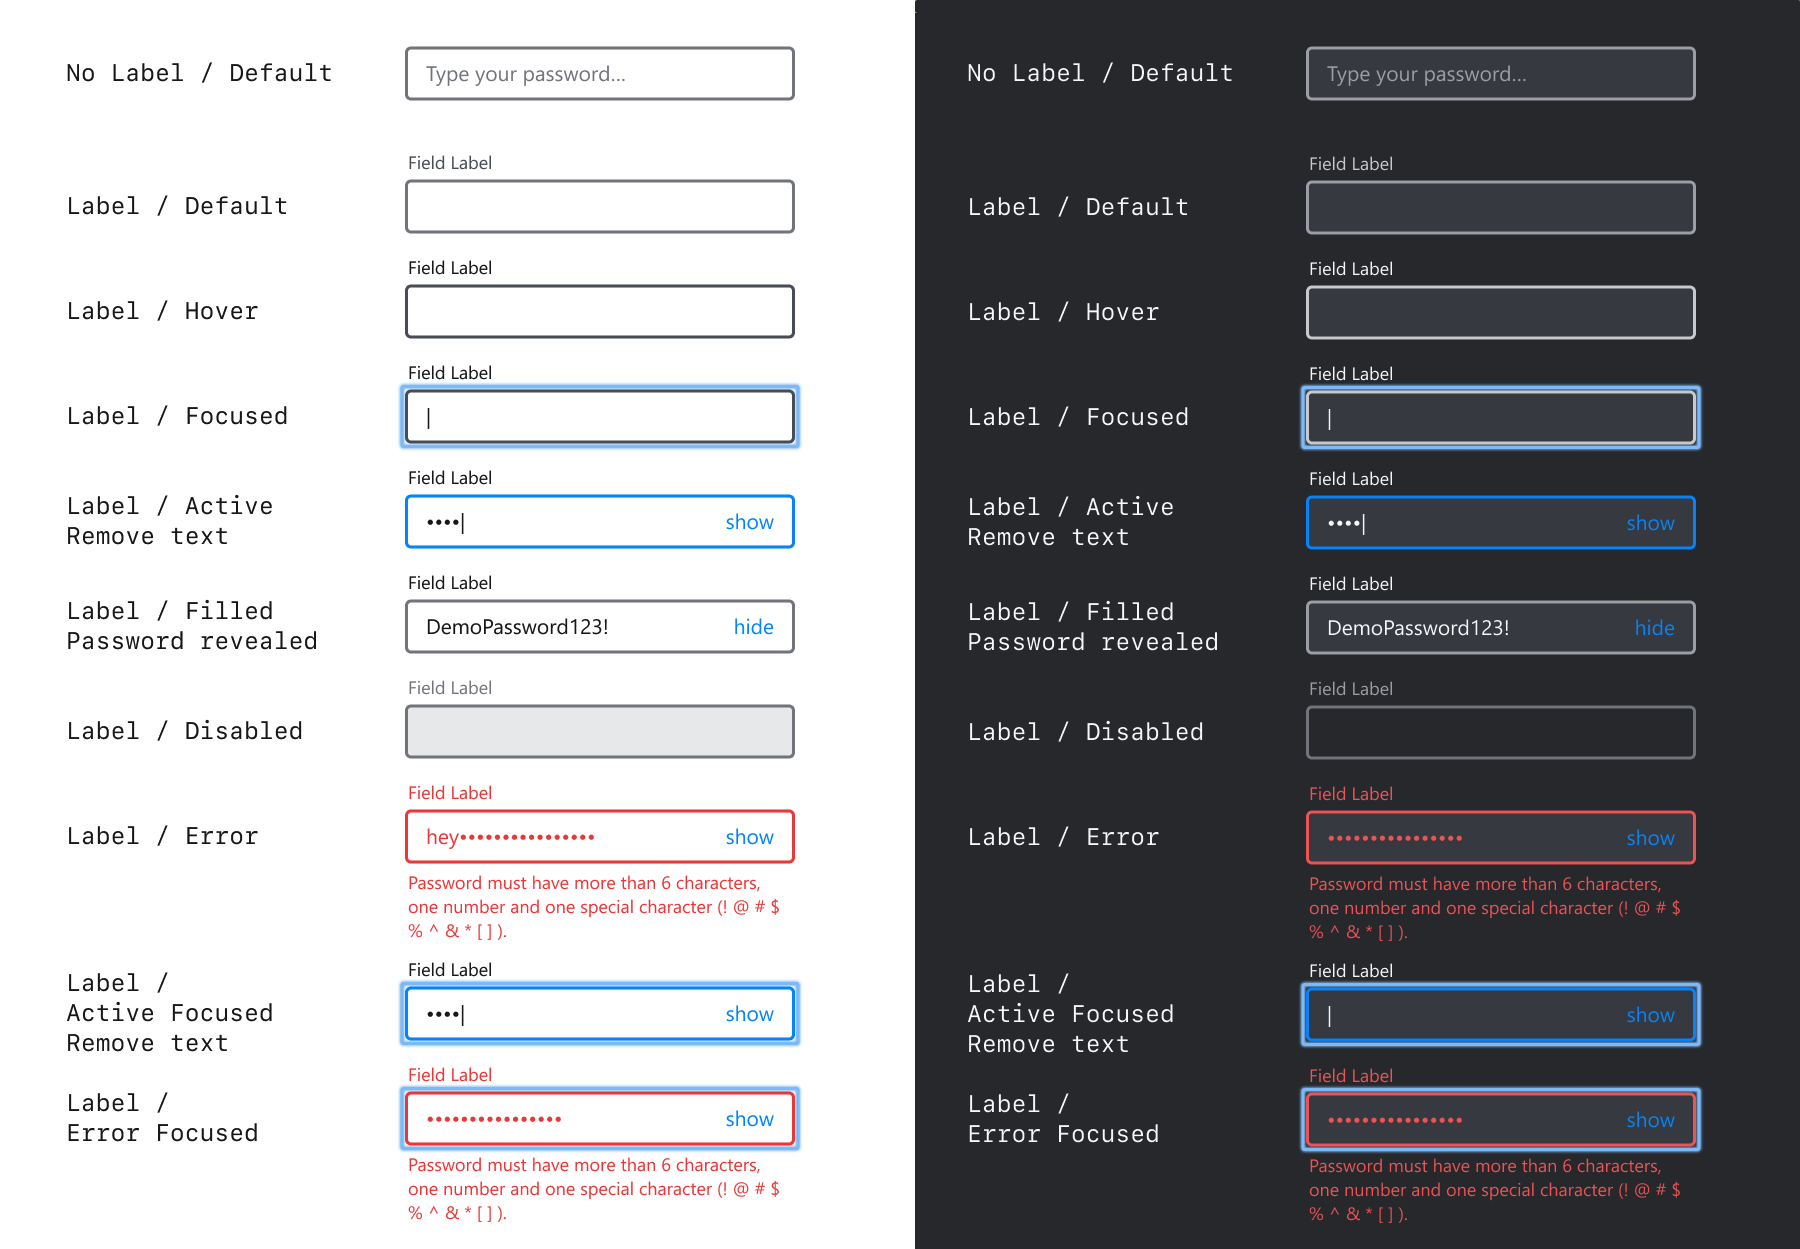 No Label / Default
Type your password...
Field Label
Label / Default
Field Label
Label / Hover
Field Label
Label / Focused
|
Field Label
Label / Active
Remove text
••••|
show
Field Label
Label / Filled
Password revealed
DemoPassword123!
hide
Field Label
Label / Disabled
Field Label
Label / Error
hey••••••••••••••••
show
Password must have more than 6 characters,
one number and one special character (! @ # $
% ^ & * [ ] ).
Field Label
Label /
Active Focused
Remove text
••••|
show
Field Label
Label /
Error Focused
••••••••••••••••
show
Password must have more than 6 characters,
one number and one special character (! @ # $
% ^ & * [ ] ).
No Label / Default
Type your password...
Field Label
Label / Default
Field Label
Label / Hover
Field Label
Label / Focused
|
Field Label
Label / Active
Remove text
••••|
show
Field Label
Label / Filled
Password revealed
DemoPassword123!
hide
Field Label
Label / Disabled
Field Label
Label / Error
••••••••••••••••
show
Password must have more than 6 characters,
one number and one special character (! @ # $
% ^ & * [ ] ).
Field Label
Label /
Active Focused
Remove text
|
show
Field Label
Label /
Error Focused
••••••••••••••••
show
Password must have more than 6 characters,
one number and one special character (! @ # $
% ^ & * [ ] ).